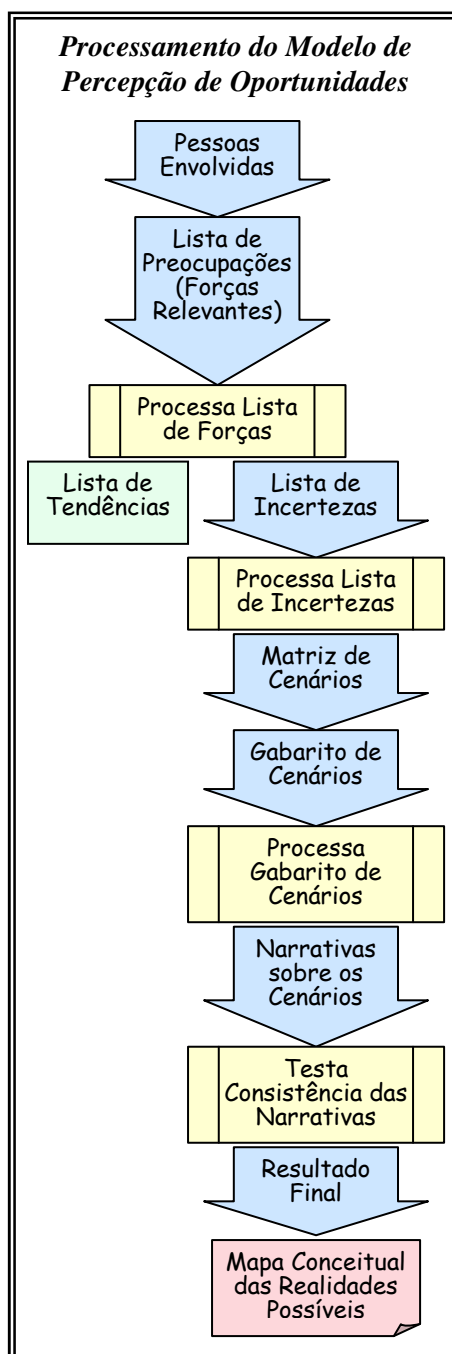 Processamento do Modelo de
Percepção de Oportunidades
Pessoas
Envolvidas
Lista de
Preocupações
(Forças
Relevantes)
Processa Lista
de Forças
Lista de
Tendências
Lista de
Incertezas
Processa Lista
de Incertezas
Matriz de
Cenários
Gabarito de
Cenários
Processa
Gabarito de
Cenários
Narrativas
sobre os
Cenários
Testa
Consistência das
Narrativas
Resultado
Final
Mapa Conceitual
das Realidades
Possíveis